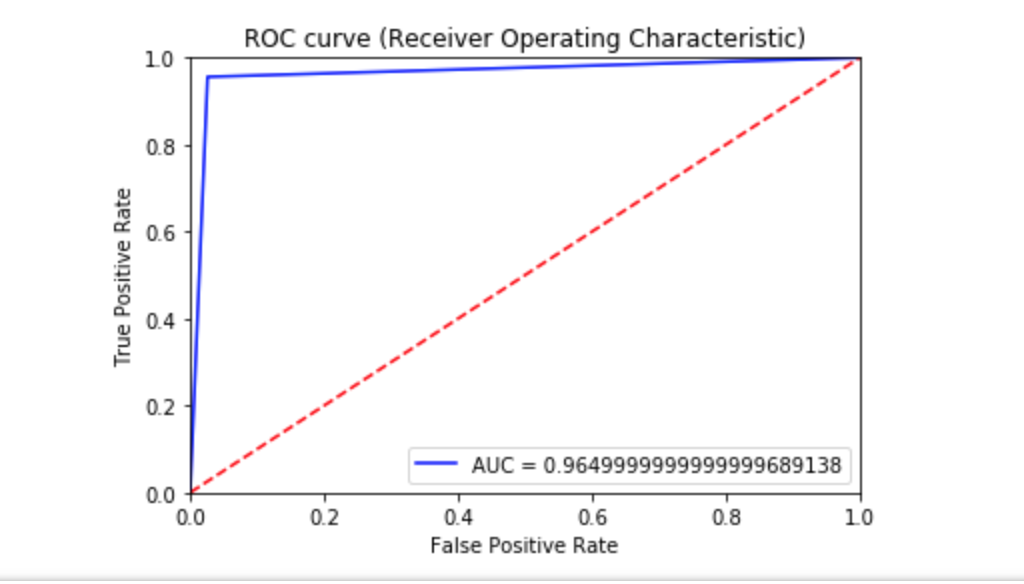 ROC curve (Receiver Operating Characteristic)
1.0
0.8
0.6
0.4
0.2
0.0
True Positive Rate
AUC = 0.9649999999999999689138
0.0 0.2 0.4 0.6 0.8 1.0
False Positive Rate